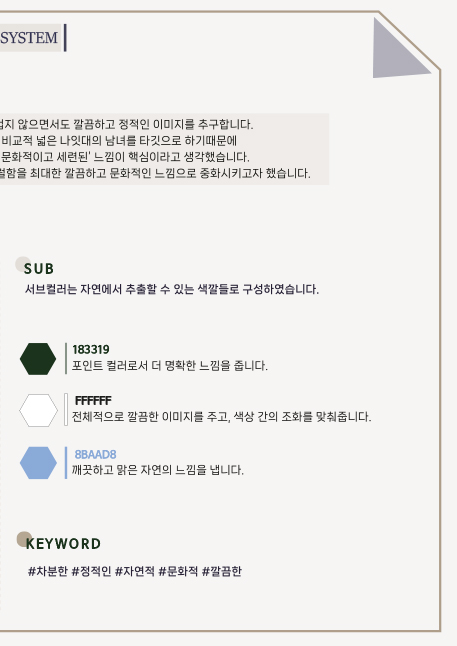 SYSTEM
않으면서도 깔끔하고 정적인 이미지를 추구합니다.
비교적 넓은 나잇대의 남녀를 타깃으로 하기때문에
문화적이고 세련된' 느낌이 핵심이라고 생각했습니다.
최대한 깔끔하고 문화적인 느낌으로 중화시키고자 했습니다.
SUB
서브컬러는 자연에서 추출할 수 있는 색깔들로 구성하였습니다.
183319
포인트 컬러로서 더 명확한 느낌을 줍니다.
FFFFFF
전체적으로 깔끔한 이미지를 주고, 색상 간의 조화를 맞춰줍니다.
8BAAD8
깨끗하고 맑은 자연의 느낌을 냅니다.
KEYWORD
#차분한 #정적인 #자연적 #문화적 #깔끔한